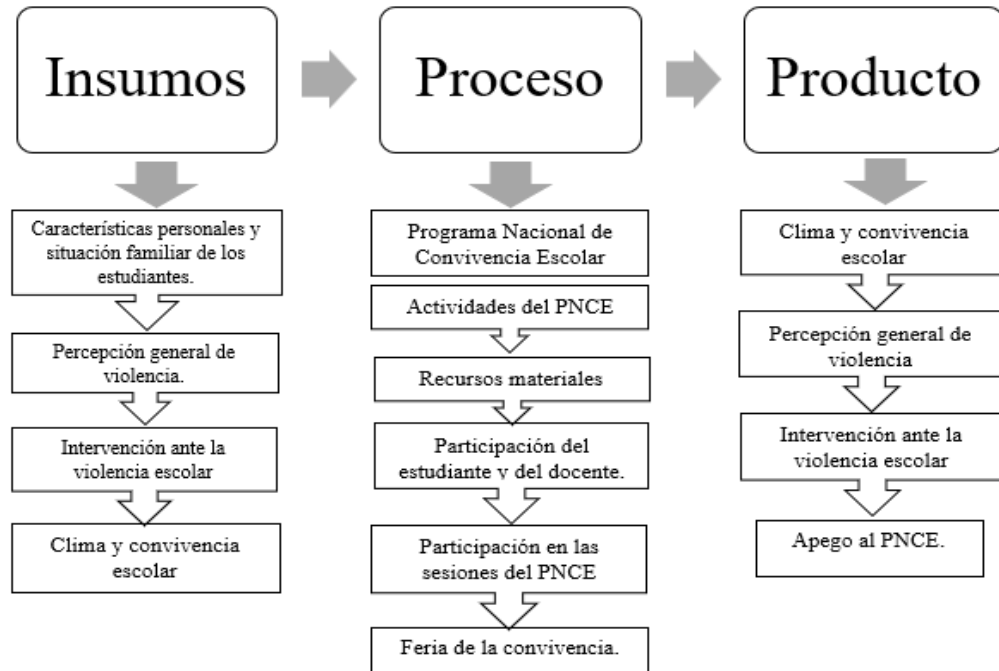 Insumos
Proceso
Producto
Características personales y
situación familiar de los
estudiantes.
Percepción general de
violencia.
Intervención ante la
violencia escolar
Clima y convivencia
escolar
Programa Nacional de
Convivencia Escolar
Actividades del PNCE
Recursos materiales
Participación del
estudiante y del docente.
Participación en las
sesiones del PNCE
Feria de la convivencia.
Clima y convivencia
escolar
Percepción general de
violencia
Intervención ante la
violencia escolar
Apego al PNCE.